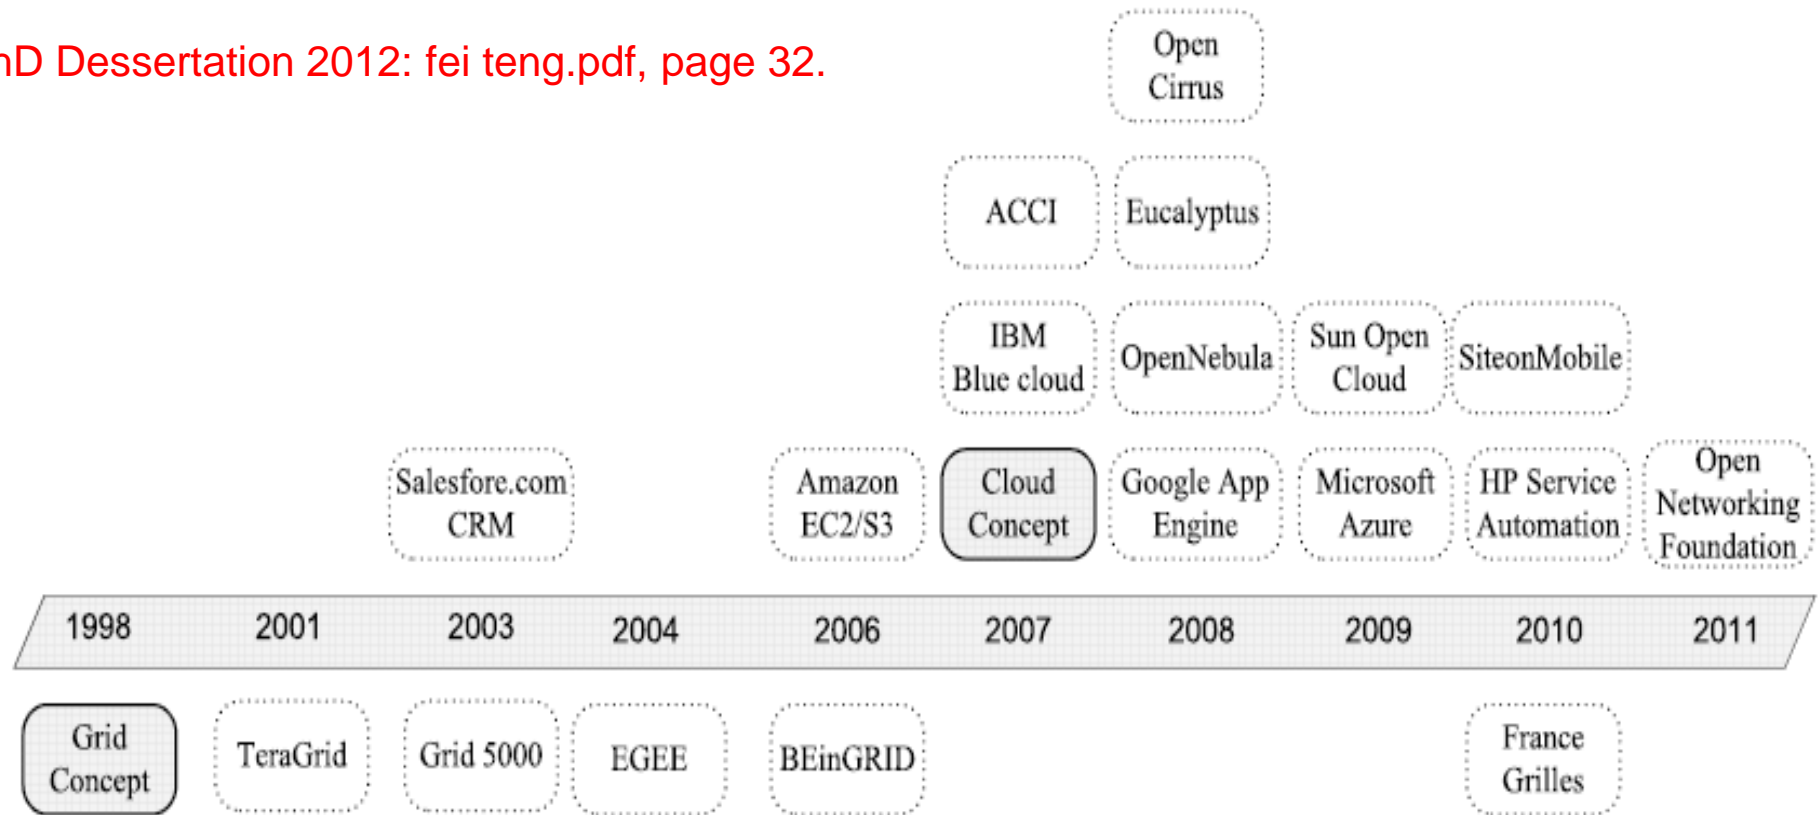 nD Dessertation 2012: fei teng.pdf, page 32.
Open
Cirrus
ACCI
Eucalyptus
IBM
Blue cloud
OpenNebula
Sun Open
Cloud
SiteonMobile
Salesfore.com
CRM
Amazon
EC2/S3
Cloud
Concept
Google App
Engine
Microsoft
Azure
HP Service
Automation
Open
Networking
Foundation
1998 2001 2003 2004 2006 2007 2008 2009 2010 2011
Grid
Concept
TeraGrid
Grid 5000
EGEE
BEinGRID
France
Grilles